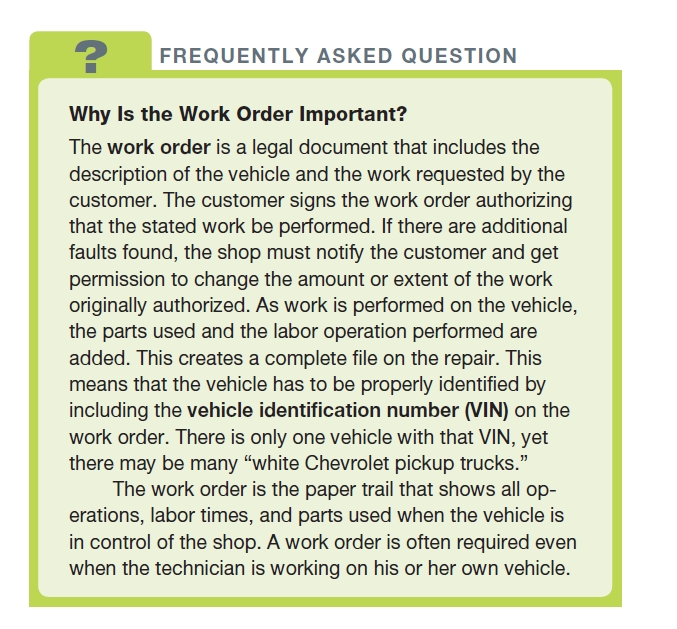 ?
FREQUENTLY ASKED QUESTION
Why Is the Work Order Important?
The work order is a legal document that includes the
description of the vehicle and the work requested by the
customer. The customer signs the work order authorizing
that the stated work be performed. If there are additional
faults found, the shop must notify the customer and get
permission to change the amount or extent of the work
originally authorized. As work is performed on the vehicle,
the parts used and the labor operation performed are
added. This creates a complete file on the repair. This
means that the vehicle has to be properly identified by
including the vehicle identification number (VIN) on the
work order. There is only one vehicle with that VIN, yet
there may be many “white Chevrolet pickup trucks.”
The work order is the paper trail that shows all op-
erations, labor times, and parts used when the vehicle is
in control of the shop. A work order is often required even
when the technician is working on his or her own vehicle.